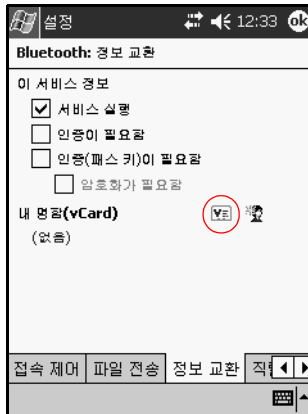 설정 12:33 ok
Bluetooth: 정보 교환
이 서비스 정보
서비스 실행
인증이 필요함
인증(패스 키)이 필요함
암호화가 필요함
내 명함(vCard)
(없음)
접속 제어 파일 전송 정보 교환 직렬